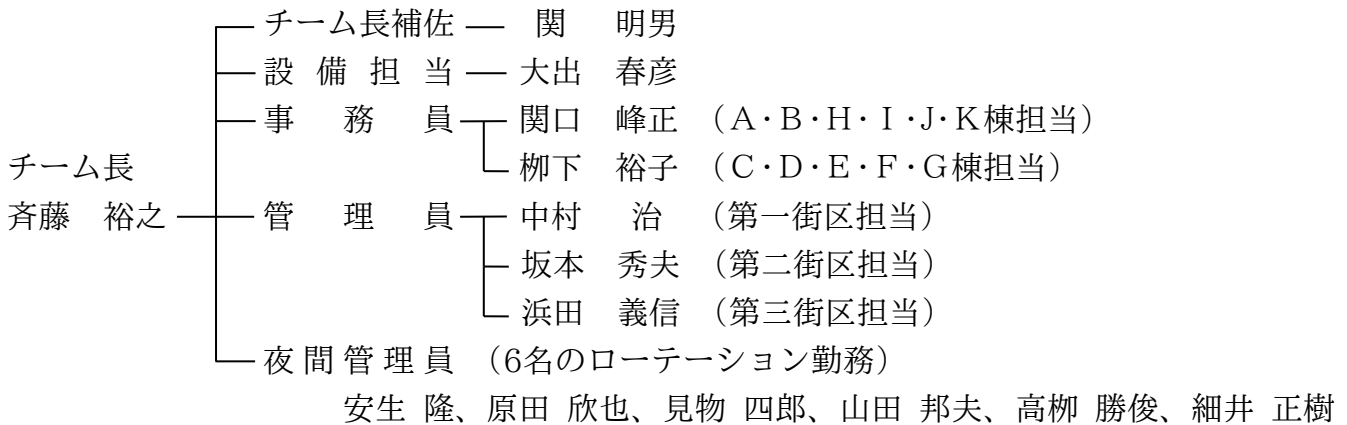 チーム長補佐 関 明男
設備担当 大出 春彦
事務員 関口 峰正 （A・B・H・I・J・K棟担当）
チーム長 栁下 裕子 （C・D・E・F・G棟担当）
斉藤 裕之 管理員 中村 治 （第一街区担当）
坂本 秀夫 （第二街区担当）
浜田 義信 （第三街区担当）
夜間管理員 （6名のローテーション勤務）
安生 隆、原田 欣也、見物 四郎、山田 邦夫、高栁 勝俊、細井 正樹